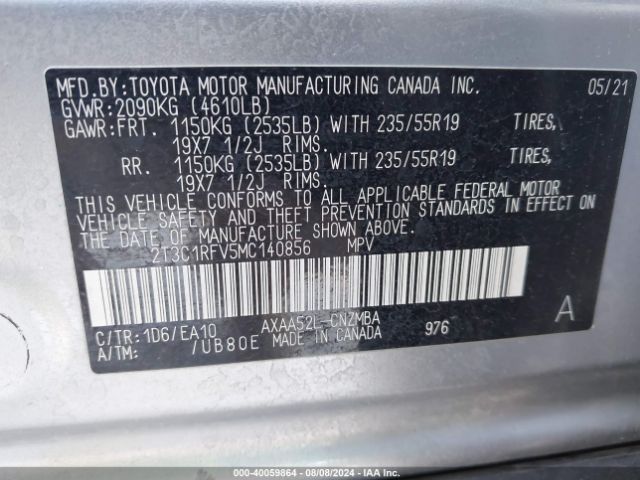 MFD.BY:TOYOTA MOTOR MANUFACTURING CANADA INC. 05/21
GVWR:2090KG (4610LB)
GAWR:FRT. 1150KG (2535LB) WITH 235/55R19 TIRES,
19X7 1/2J RIMS.
RR. 1150KG (2535LB) WITH 235/55R19 TIRES,
19X7 1/2J RIMS.
THIS VEHICLE CONFORMS TO ALL APPLICABLE FEDERAL MOTOR
VEHICLE SAFETY AND THEFT PREVENTION STANDARDS IN EFFECT ON
THE DATE OF MANUFACTURE SHOWN ABOVE.
2T3C1RFV5MC140856 MPV
C/TR:1D6/EA10 AXAA52L-CNZMBA A
A/TM: /UB80E MADE IN CANADA 976
000-40059864 - 08/08/2024 - IAAI.COM